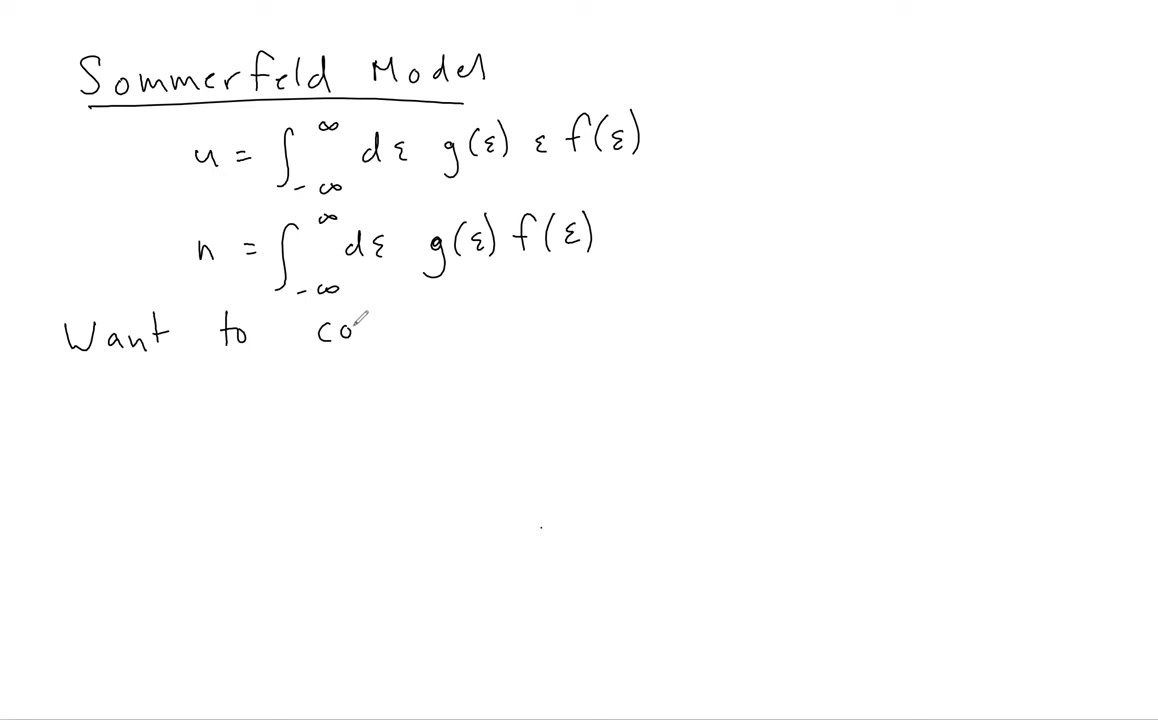 Sommerfeld Model
u = ∫_{-∞}^{∞} dε g(ε) ε f(ε)
n = ∫_{-∞}^{∞} dε g(ε) f(ε)
Want to co